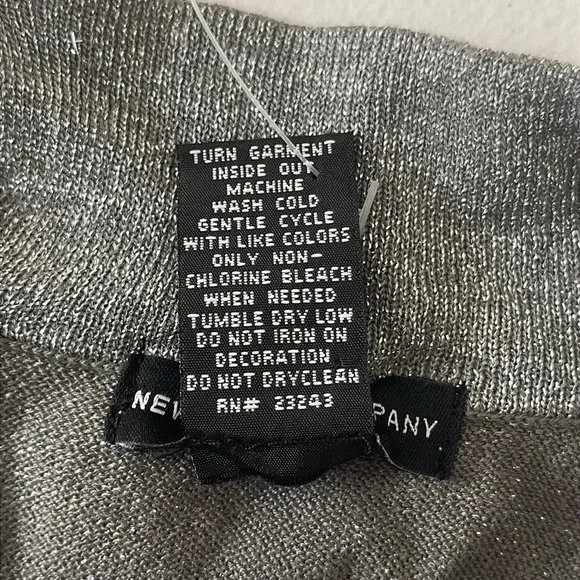 TURN GARMENT
INSIDE OUT
MACHINE
WASH COLD
GENTLE CYCLE
WITH LIKE COLORS
ONLY NON-
CHLORINE BLEACH
WHEN NEEDED
TUMBLE DRY LOW
DO NOT IRON ON
DECORATION
DO NOT DRYCLEAN
RN# 23243
NEW PANY